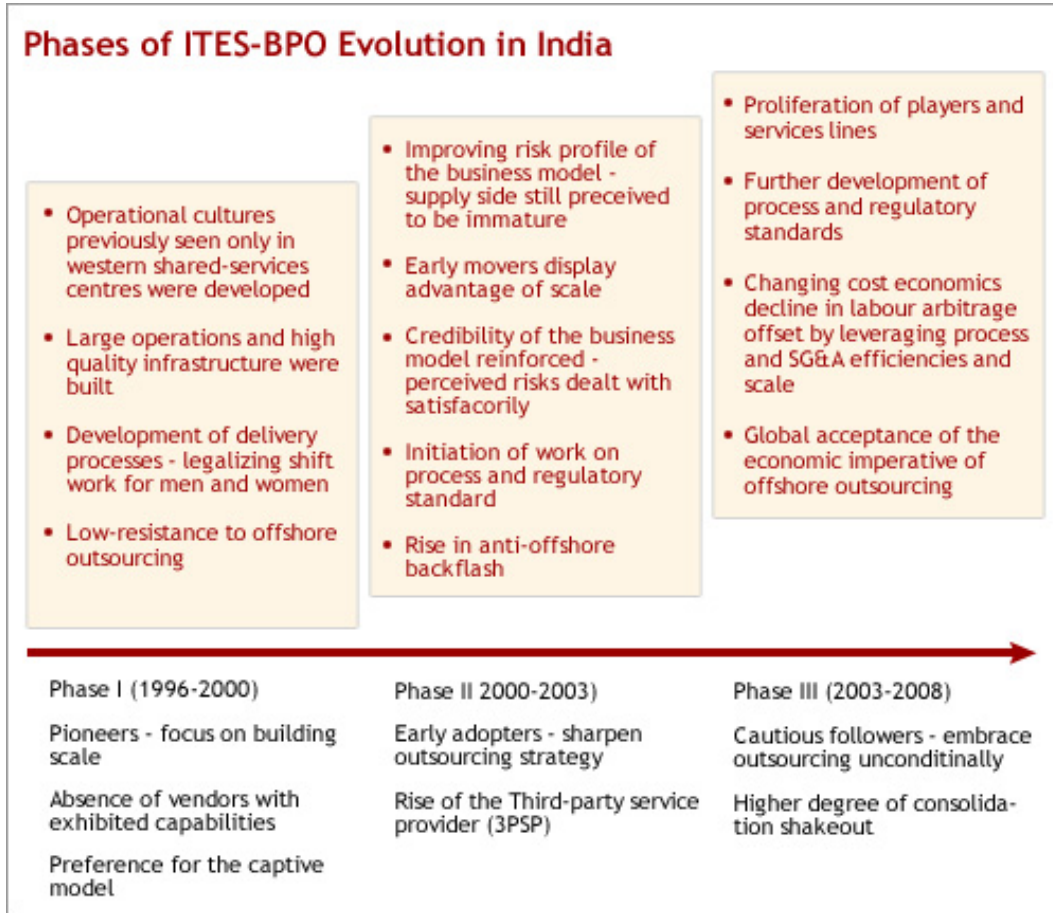 Phases of ITES-BPO Evolution in India
• Operational cultures
previously seen only in
western shared-services
centres were developed
• Large operations and high
quality infrastructure were
built
• Development of delivery
processes - legalizing shift
work for men and women
• Low-resistance to offshore
outsourcing
• Improving risk profile of
the business model -
supply side still preceived
to be immature
• Early movers display
advantage of scale
• Credibility of the business
model reinforced -
perceived risks dealt with
satisfacorily
• Initiation of work on
process and regulatory
standard
• Rise in anti-offshore
backflash
• Proliferation of players and
services lines
• Further development of
process and regulatory
standards
• Changing cost economics
decline in labour arbitrage
offset by leveraging process
and SG&A efficiencies and
scale
• Global acceptance of the
economic imperative of
offshore outsourcing
Phase I (1996-2000)
Pioneers - focus on building
scale
Absence of vendors with
exhibited capabilities
Preference for the captive
model
Phase II 2000-2003)
Early adopters - sharpen
outsourcing strategy
Rise of the Third-party service
provider (3PSP)
Phase III (2003-2008)
Cautious followers - embrace
outsourcing unconditinally
Higher degree of consolida-
tion shakeout